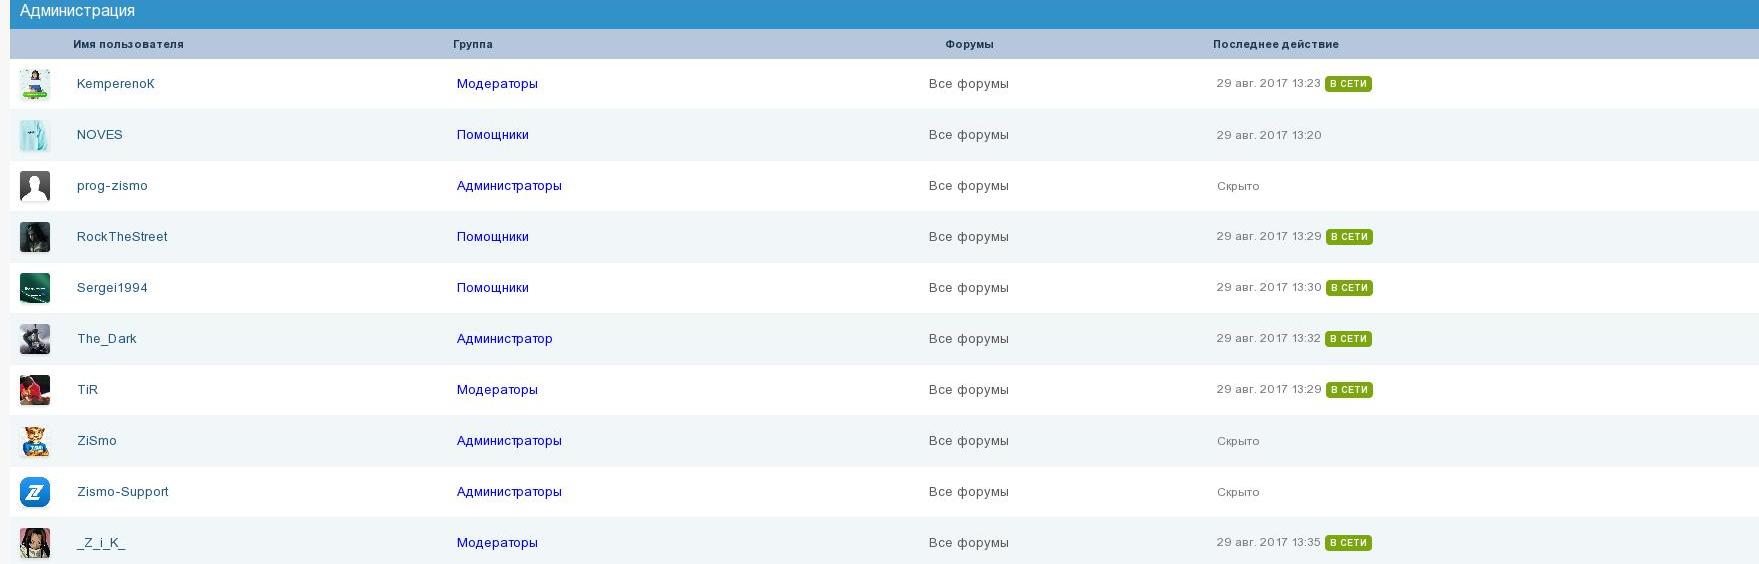 Администрация
Имя пользователя Группа Форумы Последнее действие
KemperenoK Модераторы Все форумы 29 авг. 2017 13:23 В СЕТИ
NOVES Помощники Все форумы 29 авг. 2017 13:20
prog-zismo Администраторы Все форумы Скрыто
RockTheStreet Помощники Все форумы 29 авг. 2017 13:29 В СЕТИ
Sergei1994 Помощники Все форумы 29 авг. 2017 13:30 В СЕТИ
The_Dark Администратор Все форумы 29 авг. 2017 13:32 В СЕТИ
TiR Модераторы Все форумы 29 авг. 2017 13:29 В СЕТИ
ZiSmo Администраторы Все форумы Скрыто
Zismo-Support Администраторы Все форумы Скрыто
_Z_i_K_ Модераторы Все форумы 29 авг. 2017 13:35 В СЕТИ